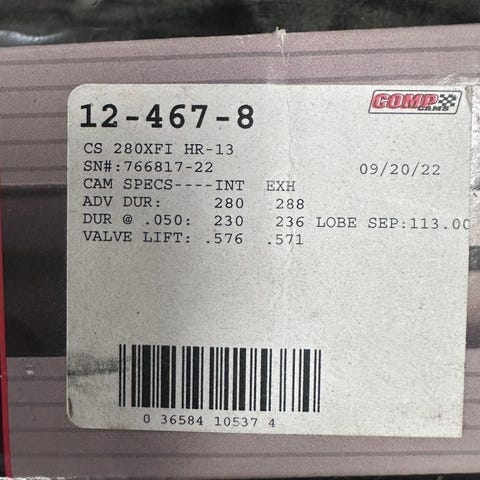 COMP
CAMS
12-467-8
CS 280XFI HR-13
SN#:766817-22 09/20/22
CAM SPECS----INT EXH
ADV DUR: 280 288
DUR @ .050: 230 236 LOBE SEP:113.00
VALVE LIFT: .576 .571
0 36584 10537 4